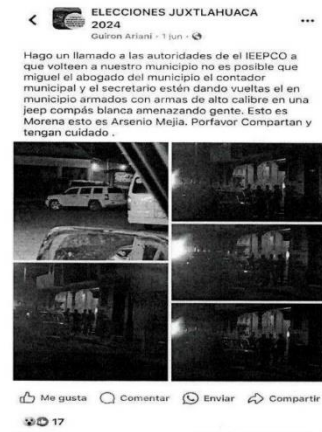 ELECCIONES JUXTLAHUACA
2024
Guiron Ariani · 1 jun ·
Hago un llamado a las autoridades de el IEEPCO a
que volteen a nuestro municipio no es posible que
miguel el abogado del municipio el contador
municipal y el secretario estén dando vueltas el en
municipio armados con armas de alto calibre en una
jeep compás blanca amenazando gente. Esto es
Morena esto es Arsenio Mejia. Porfavor Compartan y
tengan cuidado .
Me gusta Comentar Enviar Compartir
17